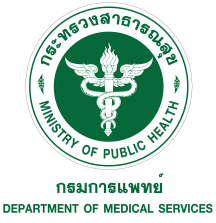 กระทรวงสาธารณสุข
MINISTRY OF PUBLIC HEALTH
กรมการแพทย์
DEPARTMENT OF MEDICAL SERVICES